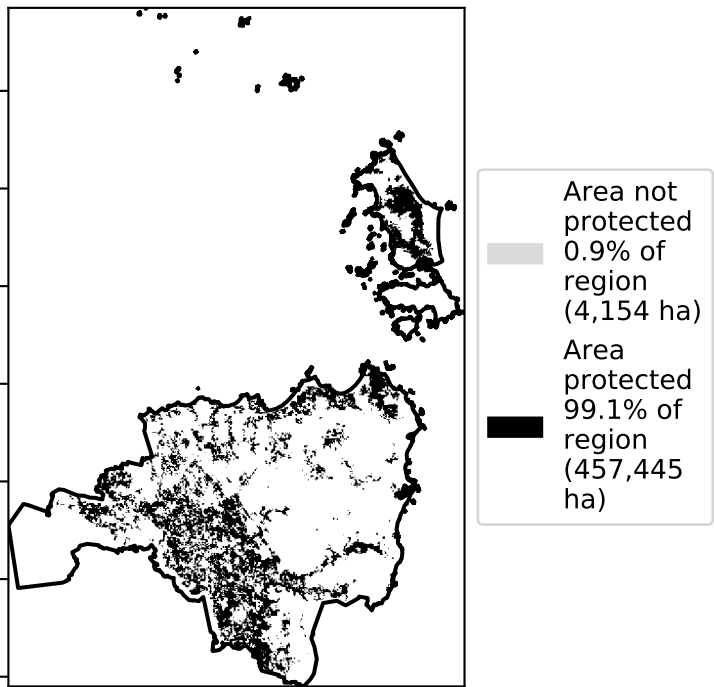 Area not
protected
0.9% of
region
(4,154 ha)
Area
protected
99.1% of
region
(457,445
ha)